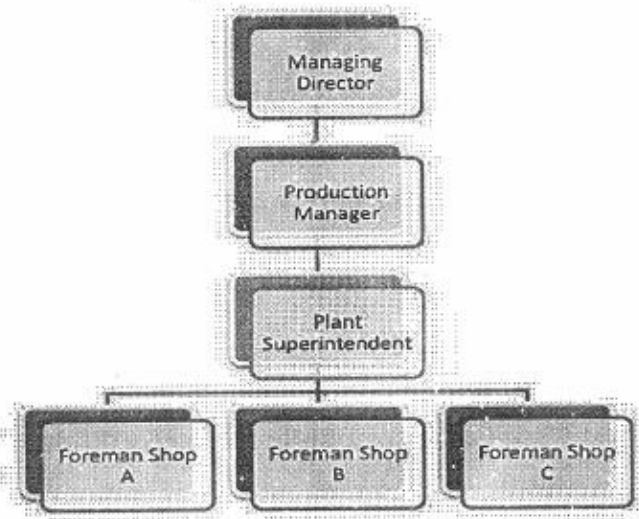 Managing
Director
Production
Manager
Plant
Superintendent
Foreman Shop
A
Foreman Shop
B
Foreman Shop
C